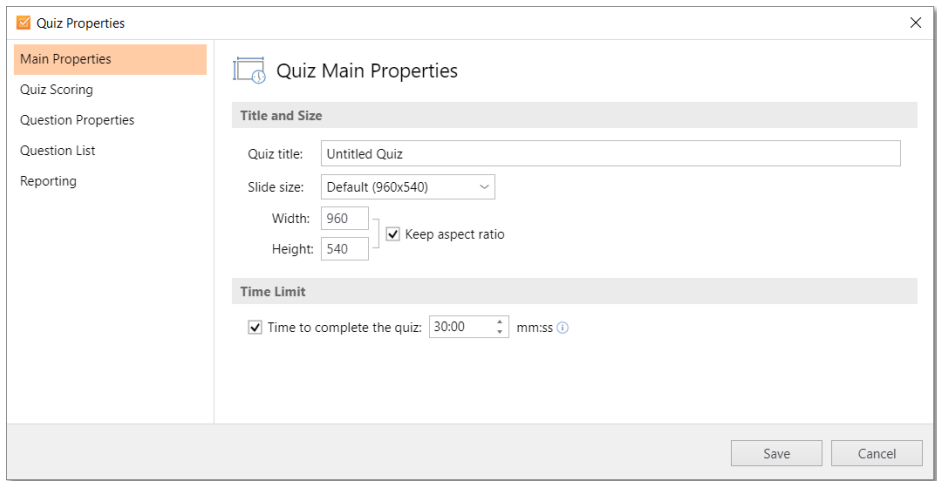 Quiz Properties
Main Properties
Quiz Scoring
Question Properties
Question List
Reporting
Quiz Main Properties
Title and Size
Quiz title: Untitled Quiz
Slide size: Default (960x540)
Width: 960
Keep aspect ratio
Height: 540
Time Limit
Time to complete the quiz: 30:00 mm:ss
Save Cancel